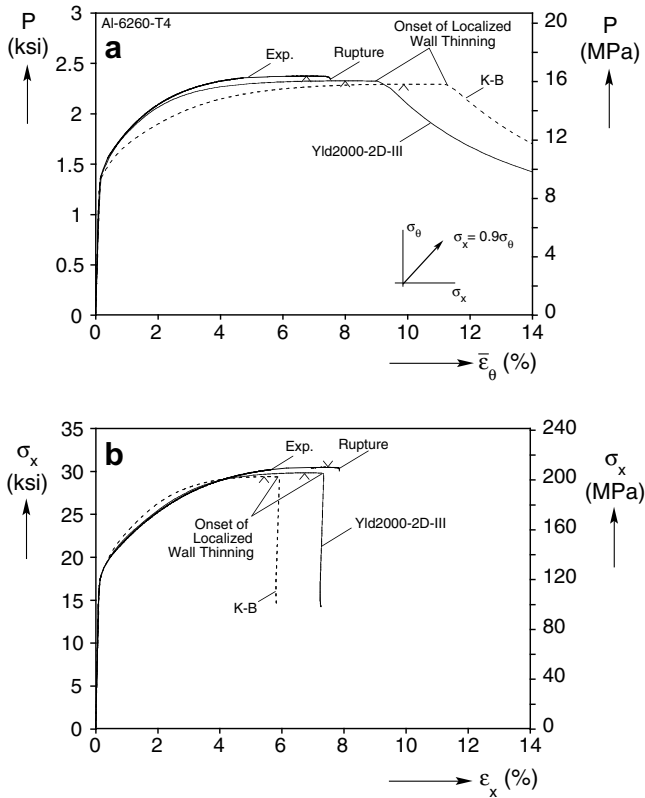 P
(ksi)
3
2.5
2
1.5
1
0.5
0
Al-6260-T4
a
Exp.
Rupture
Onset of Localized
Wall Thinning
K-B
Yld2000-2D-III
σθ
σx = 0.9σθ
σx
P
(MPa)
20
16
12
8
4
0
0 2 4 6 8 10 12 14
ε̅θ (%)
σx
(ksi)
35
30
25
20
15
10
5
0
b
Exp.
Rupture
Onset of
Localized
Wall Thinning
K-B
Yld2000-2D-III
σx
(MPa)
240
200
160
120
80
40
0
0 2 4 6 8 10 12 14
εx (%)